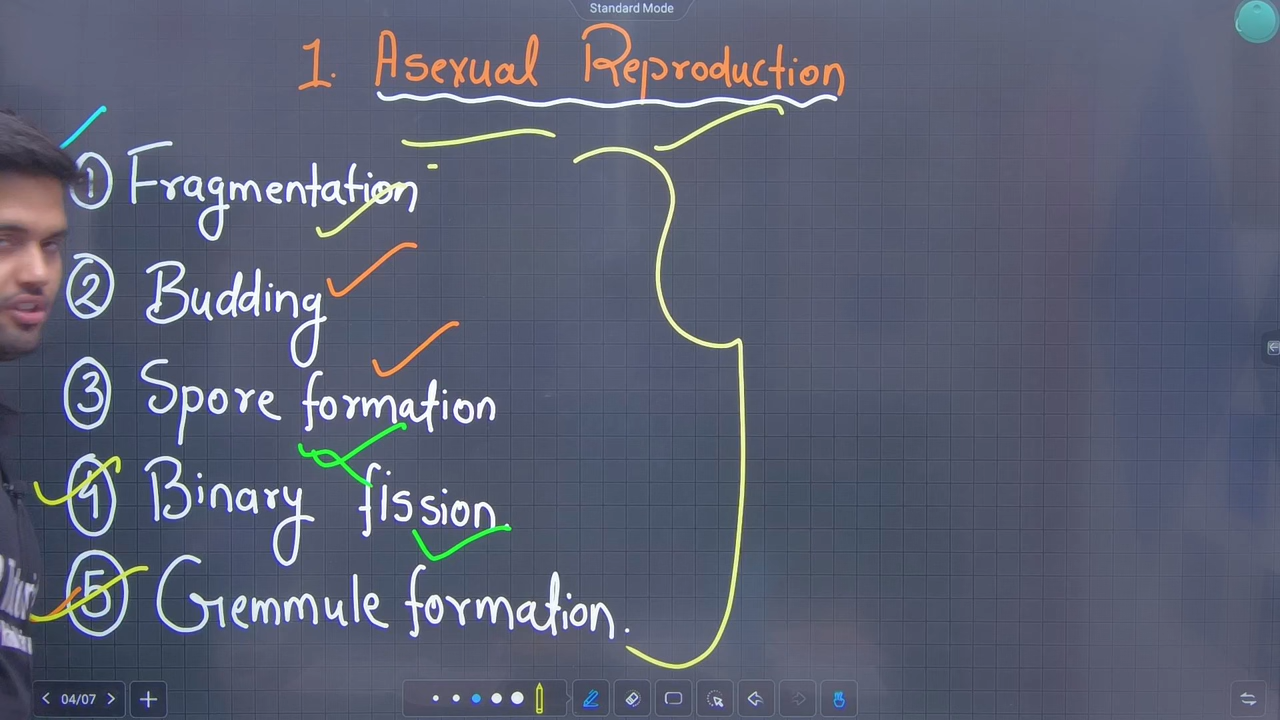 Standard Mode
1. Asexual Reproduction
① Fragmentation
② Budding
③ Spore formation
④ Binary fission.
⑤ Gemmule formation.
04/07